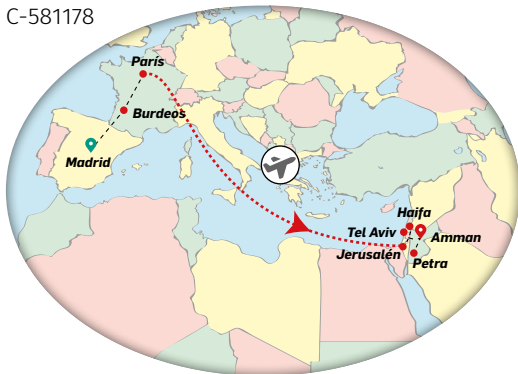 C-581178
París
Burdeos
Madrid
Haifa
Tel Aviv
Amman
Jerusalén
Petra